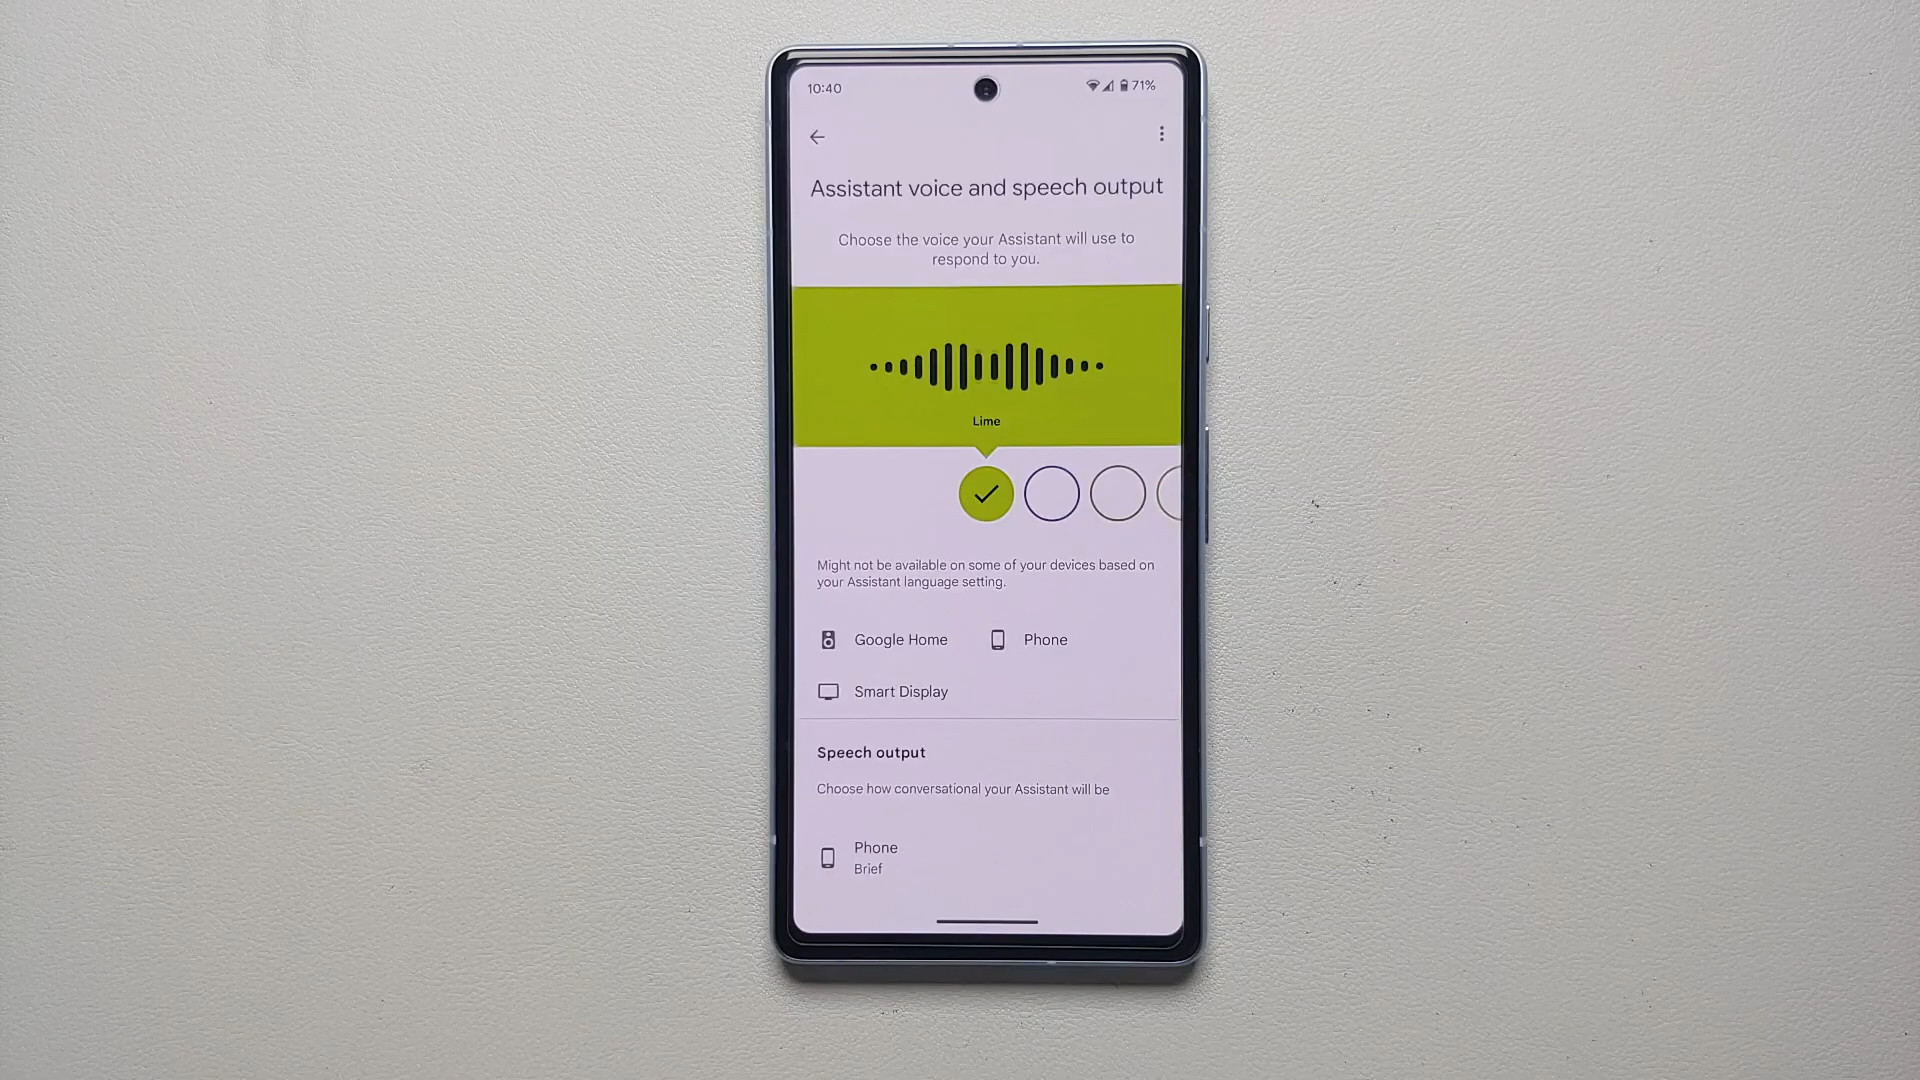 10:40
71%
Assistant voice and speech output
Choose the voice your Assistant will use to
respond to you.
Lime
Might not be available on some of your devices based on
your Assistant language setting.
Google Home
Phone
Smart Display
Speech output
Choose how conversational your Assistant will be
Phone
Brief